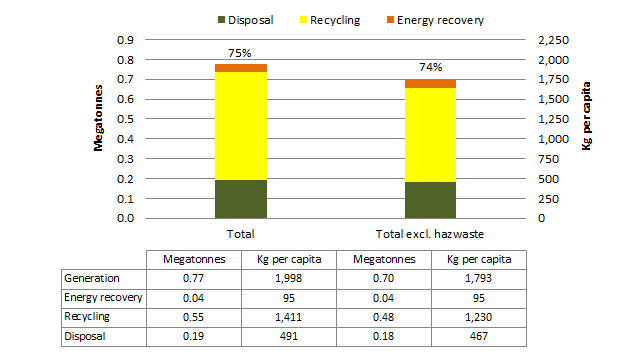 Disposal Recycling Energy recovery
0.9 2,250
75%
0.8 2,000
74%
0.7 1,750
0.6 1,500
0.5 1,250
0.4 1,000
0.3 750
0.2 500
0.1 250
0.0 0
Megatonnes
Kg per capita
Total Total excl. hazwaste
Megatonnes Kg per capita Megatonnes Kg per capita
Generation 0.77 1,998 0.70 1,793
Energy recovery 0.04 95 0.04 95
Recycling 0.55 1,411 0.48 1,230
Disposal 0.19 491 0.18 467